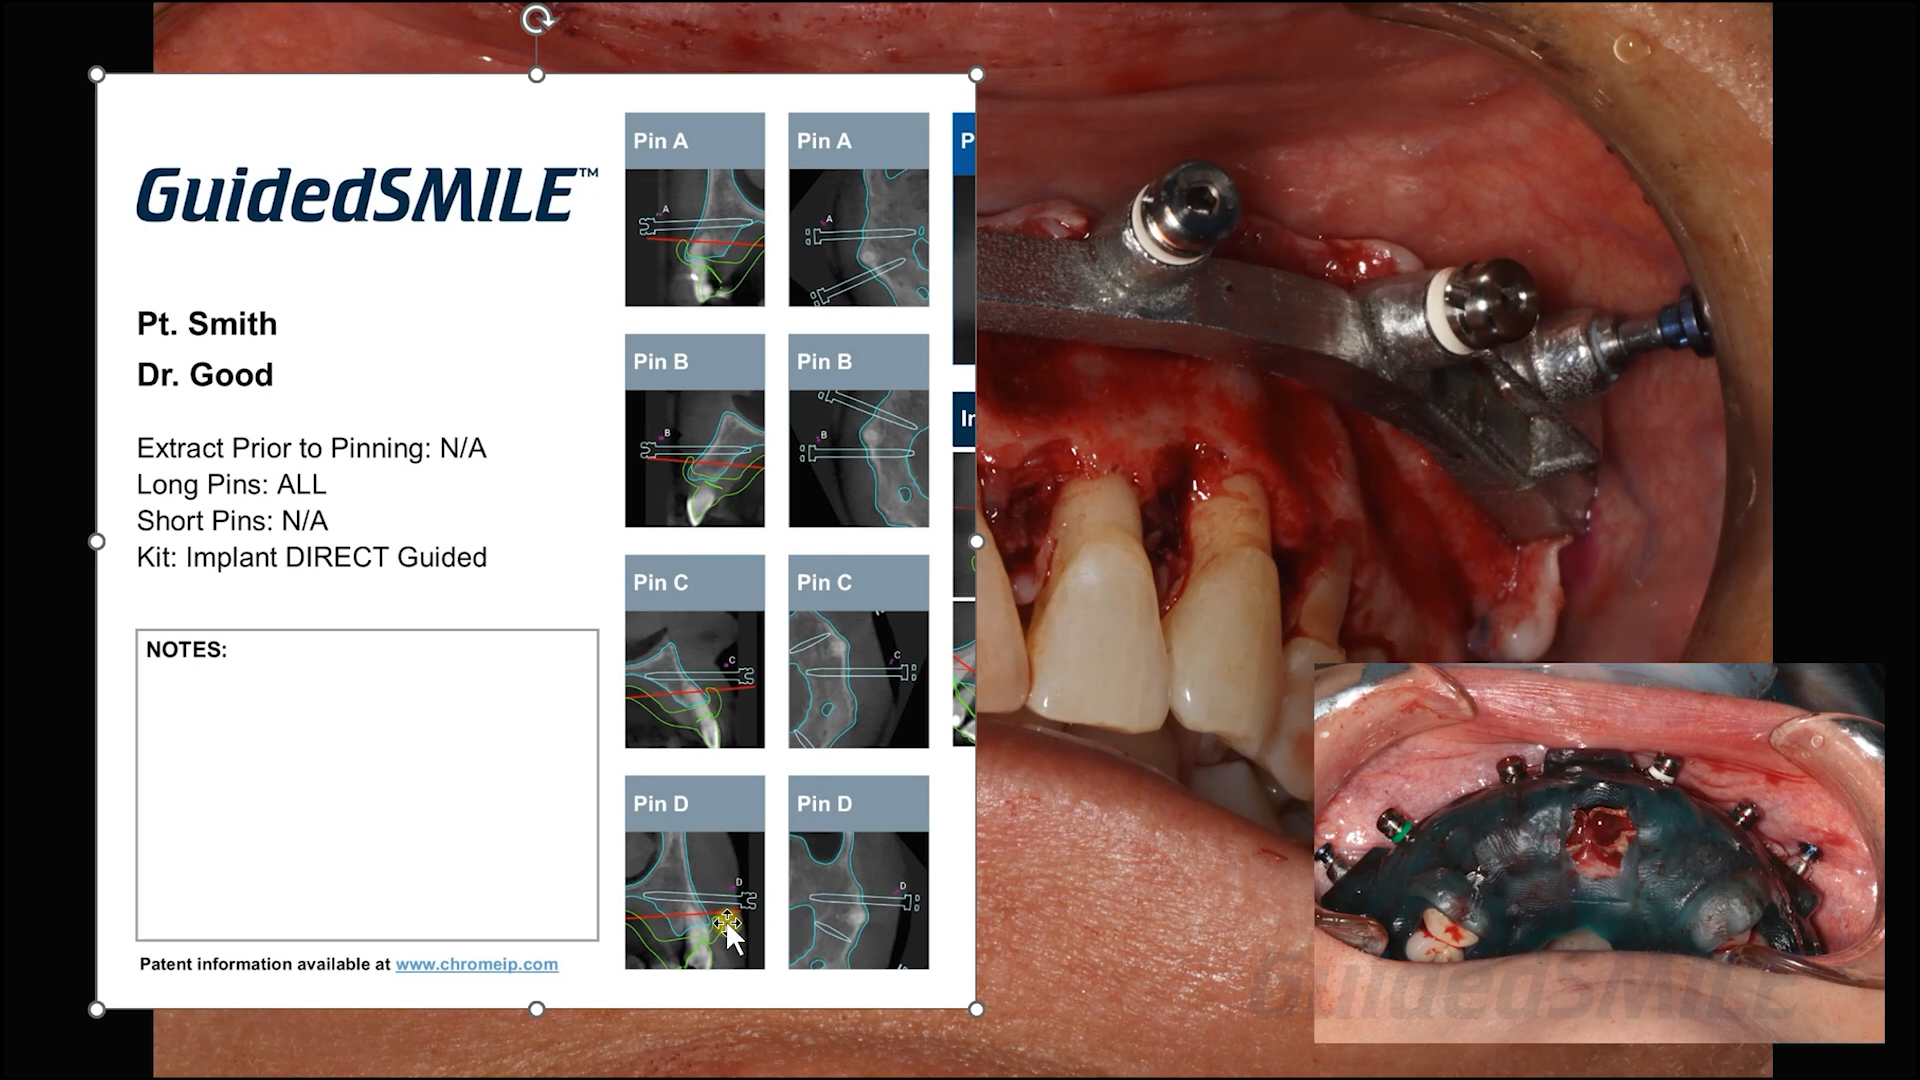 GuidedSMILE™
Pt. Smith
Dr. Good
Extract Prior to Pinning: N/A
Long Pins: ALL
Short Pins: N/A
Kit: Implant DIRECT Guided
NOTES:
Patent information available at www.chromeip.com
Pin A
Pin A
A
A
Pin B
Pin B
B
B
Pin C
Pin C
C
C
Pin D
Pin D
D
D
P
In
GuidedSMILE